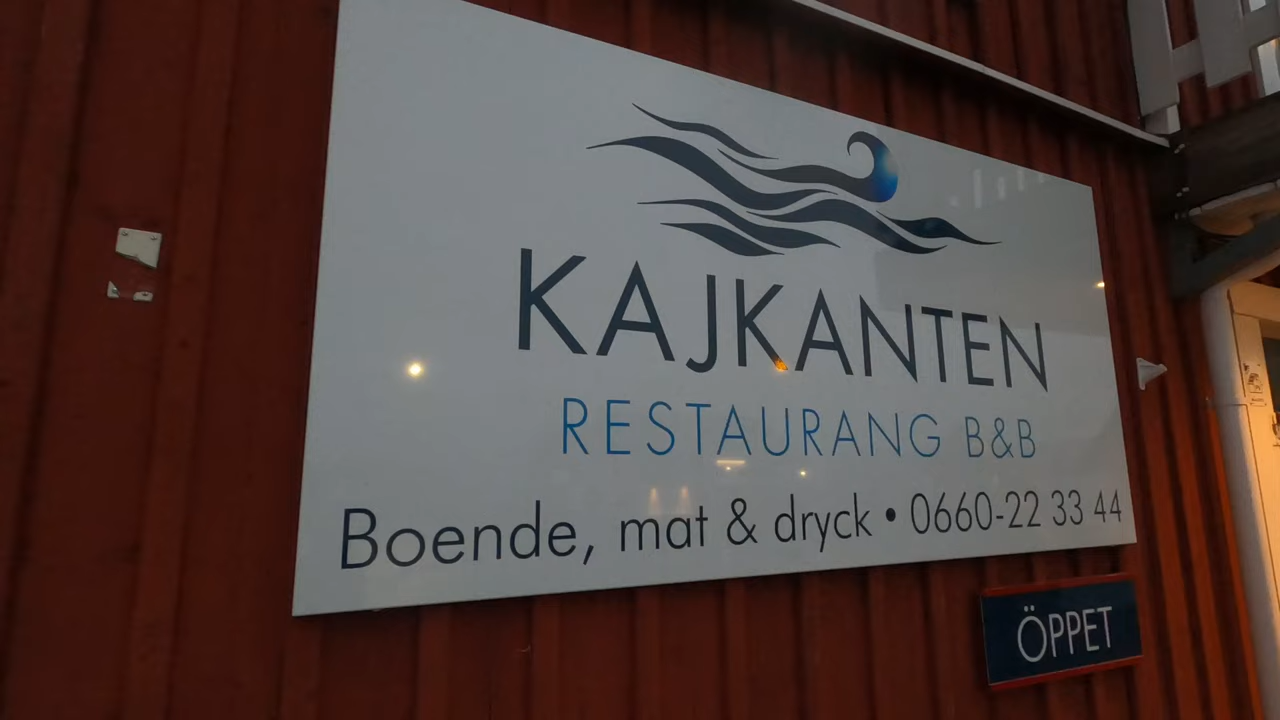 KAJKANTEN
RESTAURANG B&B
Boende, mat & dryck • 0660-22 33 44
ÖPPET